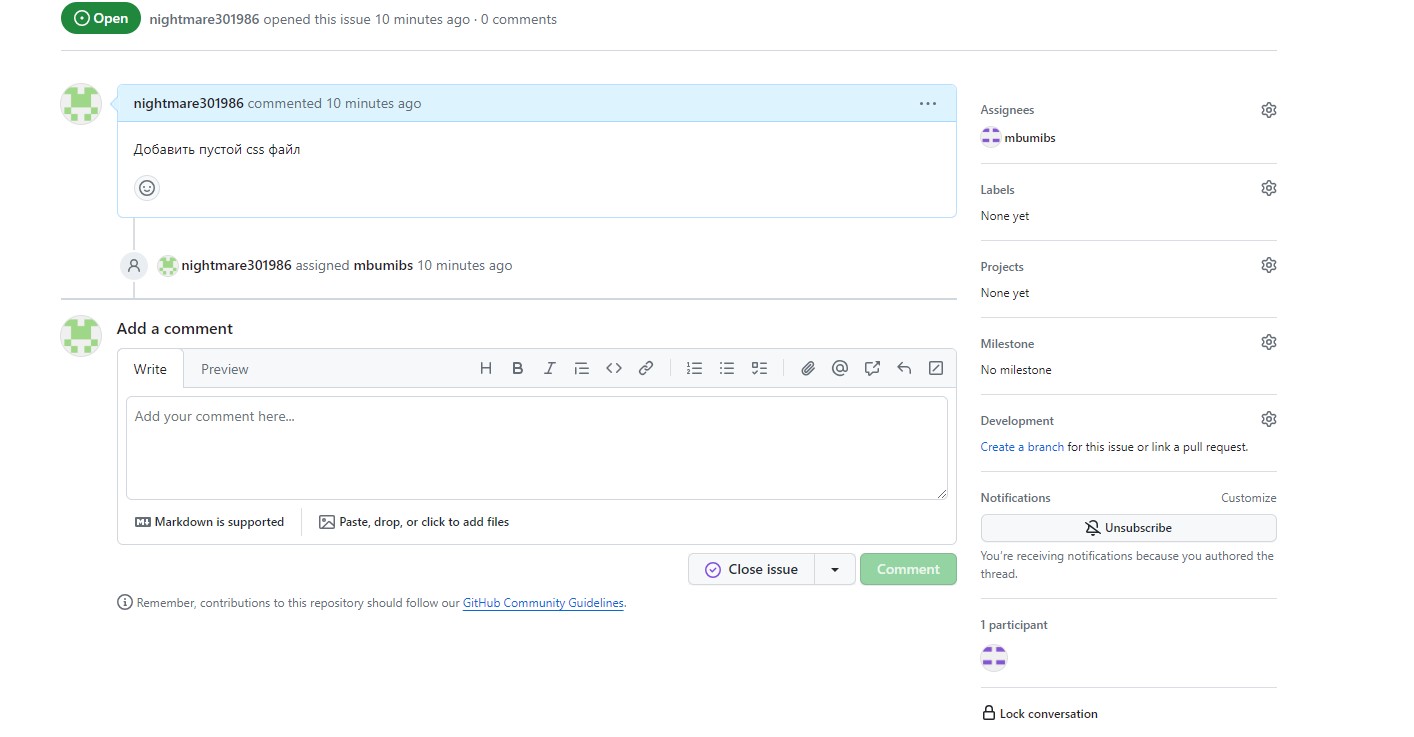 Open nightmare301986 opened this issue 10 minutes ago · 0 comments
nightmare301986 commented 10 minutes ago
Добавить пустой css файл
nightmare301986 assigned mbumibs 10 minutes ago
Add a comment
Write Preview
Add your comment here...
Markdown is supported Paste, drop, or click to add files
Close issue Comment
Remember, contributions to this repository should follow our GitHub Community Guidelines.
Assignees
mbumibs
Labels
None yet
Projects
None yet
Milestone
No milestone
Development
Create a branch for this issue or link a pull request.
Notifications Customize
Unsubscribe
You're receiving notifications because you authored the
thread.
1 participant
Lock conversation